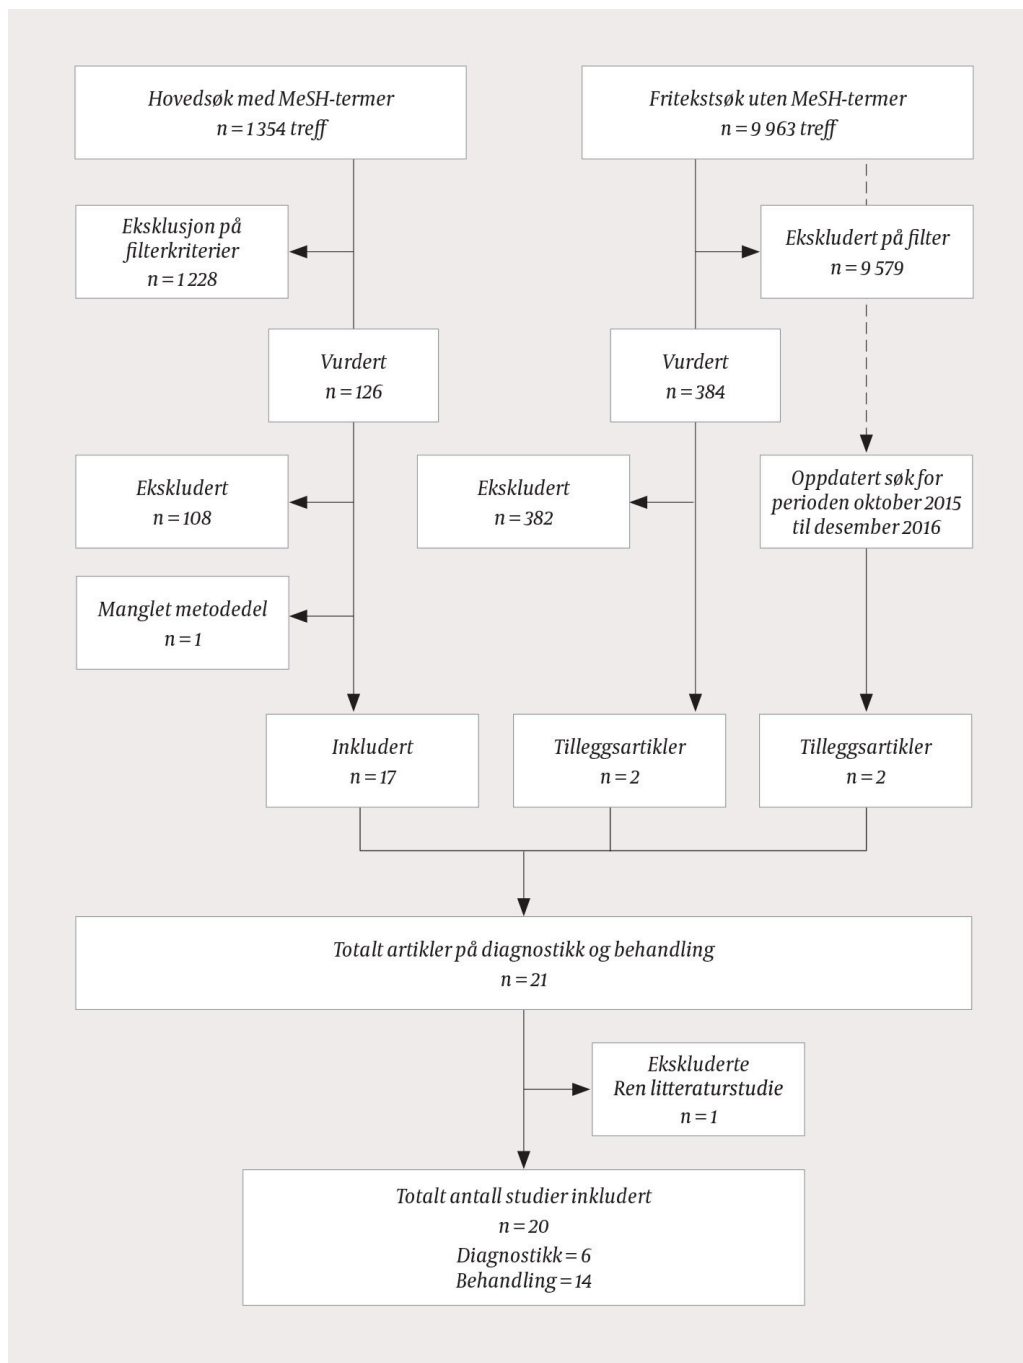 Hovedsøk med MeSH-termer
n = 1 354 treff
Fritekstsøk uten MeSH-termer
n = 9 963 treff
Eksklusjon på
filterkriterier
n = 1 228
Ekskludert på filter
n = 9 579
Vurdert
n = 126
Vurdert
n = 384
Ekskludert
n = 108
Ekskludert
n = 382
Oppdatert søk for
perioden oktober 2015
til desember 2016
Manglet metodedel
n = 1
Inkludert
n = 17
Tilleggsartikler
n = 2
Tilleggsartikler
n = 2
Totalt artikler på diagnostikk og behandling
n = 21
Ekskluderte
Ren litteraturstudie
n = 1
Totalt antall studier inkludert
n = 20
Diagnostikk = 6
Behandling = 14